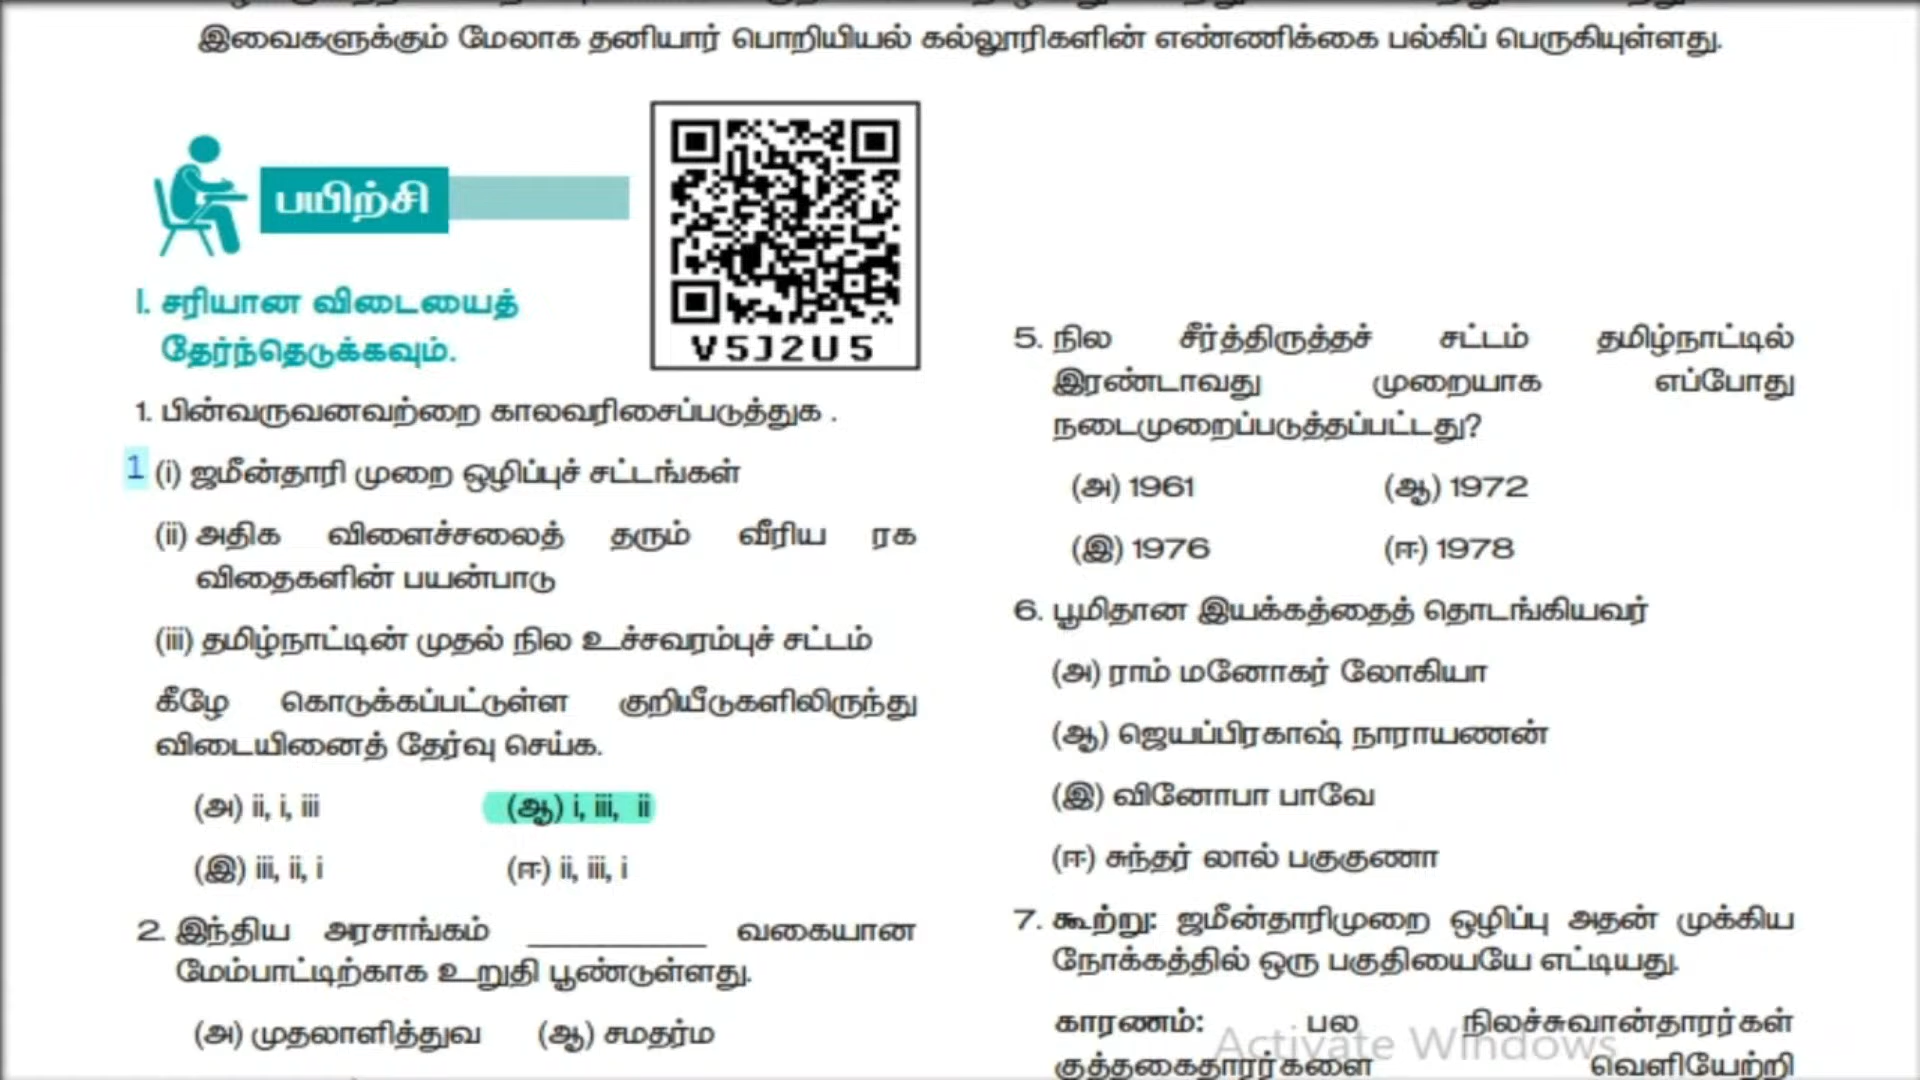 இவைகளுக்கும் மேலாக தனியார் பொறியியல் கல்லூரிகளின் எண்ணிக்கை பல்கிப் பெருகியுள்ளது.
பயிற்சி
V5J2U5
I. சரியான விடையைத்
தேர்ந்தெடுக்கவும்.
1. பின்வருவனவற்றை காலவரிசைப்படுத்துக .
1 (i) ஜமீன்தாரி முறை ஒழிப்புச் சட்டங்கள்
(ii) அதிக விளைச்சலைத் தரும் வீரிய ரக
விதைகளின் பயன்பாடு
(iii) தமிழ்நாட்டின் முதல் நில உச்சவரம்புச் சட்டம்
கீழே கொடுக்கப்பட்டுள்ள குறியீடுகளிலிருந்து
விடையினைத் தேர்வு செய்க.
(அ) ii, i, iii (ஆ) i, iii, ii
(இ) iii, ii, i (ஈ) ii, iii, i
2. இந்திய அரசாங்கம் __________ வகையான
மேம்பாட்டிற்காக உறுதி பூண்டுள்ளது.
(அ) முதலாளித்துவ (ஆ) சமதர்ம
5. நில சீர்த்திருத்தச் சட்டம் தமிழ்நாட்டில்
இரண்டாவது முறையாக எப்போது
நடைமுறைப்படுத்தப்பட்டது?
(அ) 1961 (ஆ) 1972
(இ) 1976 (ஈ) 1978
6. பூமிதான இயக்கத்தைத் தொடங்கியவர்
(அ) ராம் மனோகர் லோகியா
(ஆ) ஜெயப்பிரகாஷ் நாராயணன்
(இ) வினோபா பாவே
(ஈ) சுந்தர் லால் பகுகுணா
7. கூற்று: ஜமீன்தாரிமுறை ஒழிப்பு அதன் முக்கிய
நோக்கத்தில் ஒரு பகுதியையே எட்டியது.
காரணம்: பல நிலச்சுவான்தாரர்கள்
குத்தகைதாரர்களை வெளியேற்றி
Activate Windows